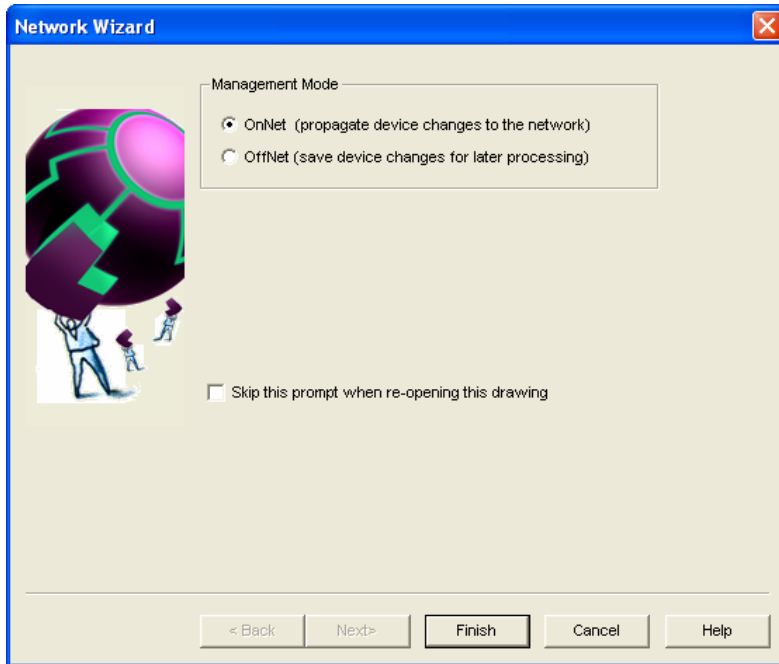 Network Wizard
Management Mode
OnNet (propagate device changes to the network)
OffNet (save device changes for later processing)
Skip this prompt when re-opening this drawing
< Back
Next>
Finish
Cancel
Help